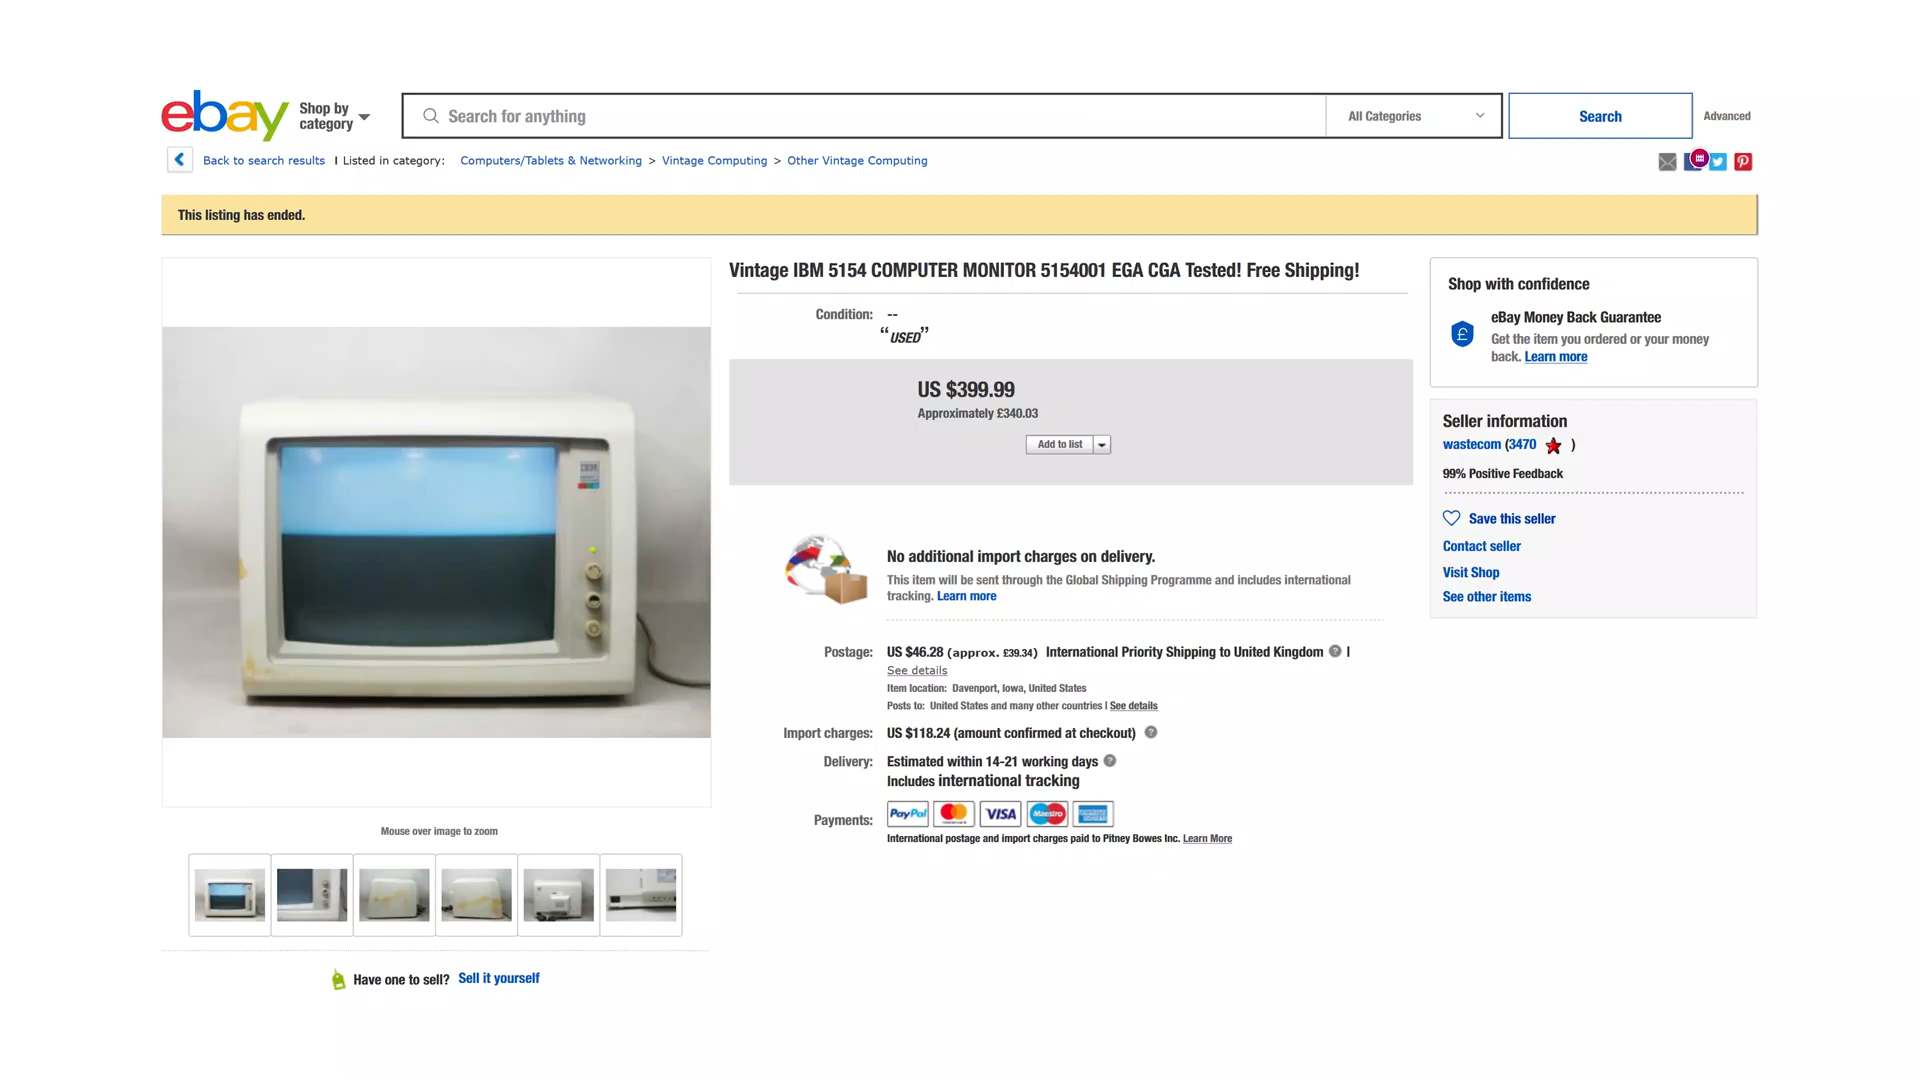 ebay
Shop by
category
Search for anything
All Categories
Search
Advanced
Back to search results | Listed in category: Computers/Tablets & Networking > Vintage Computing > Other Vintage Computing
This listing has ended.
Vintage IBM 5154 COMPUTER MONITOR 5154001 EGA CGA Tested! Free Shipping!
Condition: --
“USED”
US $399.99
Approximately £340.03
Add to list
No additional import charges on delivery.
This item will be sent through the Global Shipping Programme and includes international
tracking. Learn more
Postage: US $46.28 (approx. £39.34) International Priority Shipping to United Kingdom ? |
See details
Item location: Davenport, Iowa, United States
Posts to: United States and many other countries | See details
Import charges: US $118.24 (amount confirmed at checkout) ?
Delivery: Estimated within 14-21 working days ?
Includes international tracking
Payments: PayPal mastercard VISA Maestro AMERICAN EXPRESS
International postage and import charges paid to Pitney Bowes Inc. Learn More
Shop with confidence
eBay Money Back Guarantee
£
Get the item you ordered or your money
back. Learn more
Seller information
wastecom (3470 )
99% Positive Feedback
Save this seller
Contact seller
Visit Shop
See other items
IBM
Mouse over image to zoom
Have one to sell? Sell it yourself